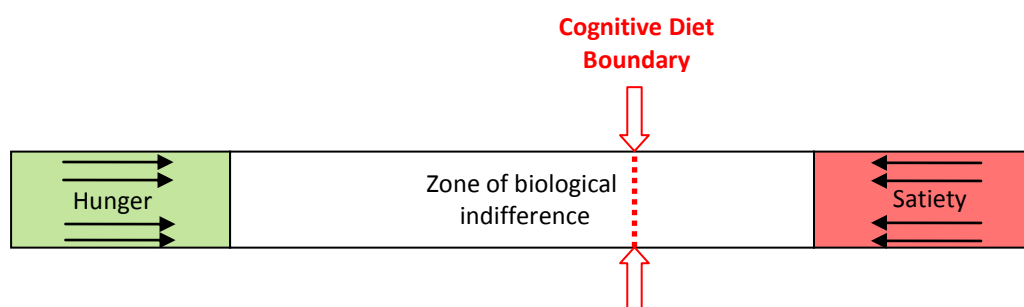 Cognitive Diet
Boundary
Hunger
Zone of biological
indifference
Satiety